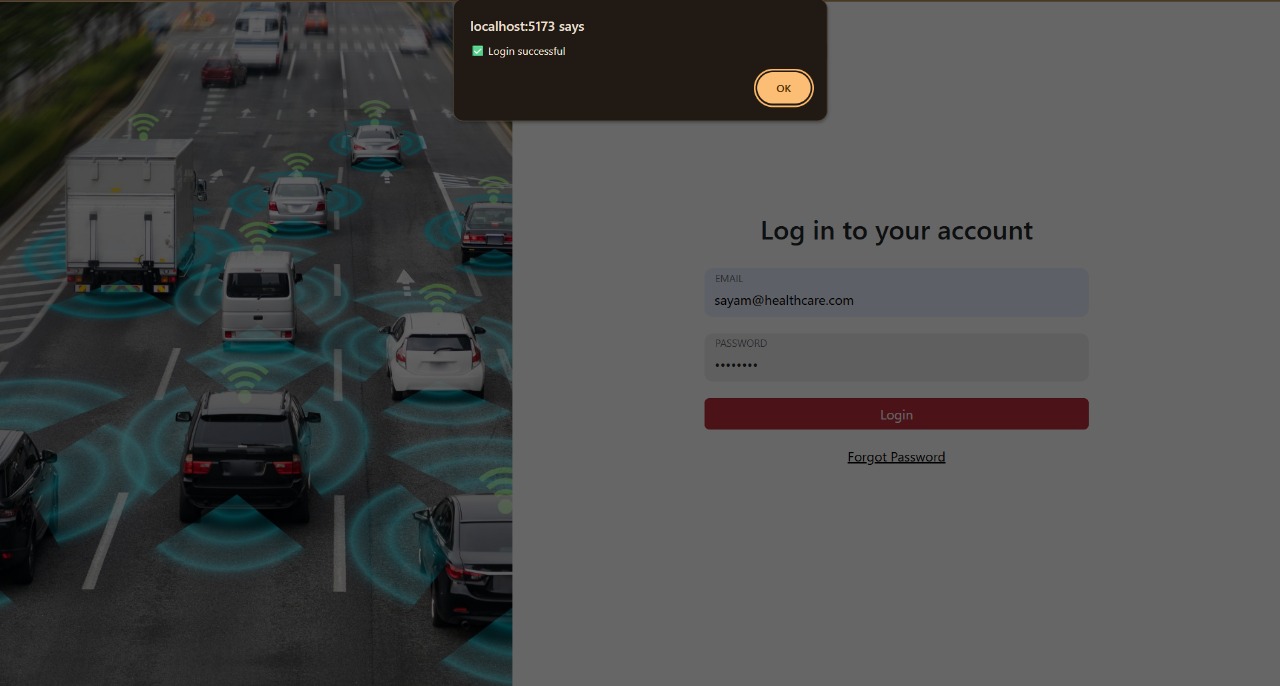 localhost:5173 says
✅ Login successful
OK
Log in to your account
EMAIL
sayam@healthcare.com
PASSWORD
••••••••
Login
Forgot Password